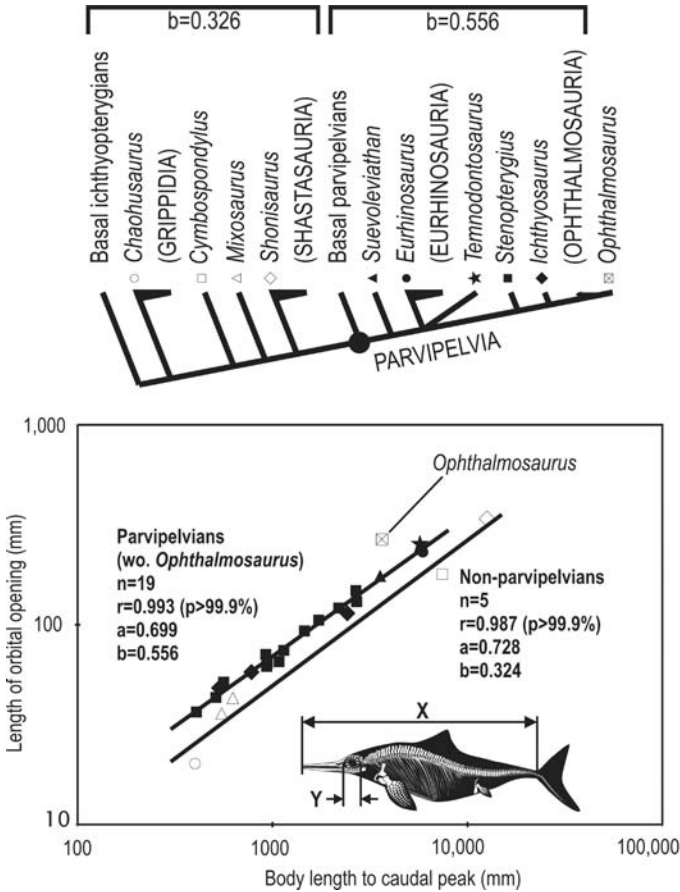 b=0.326
b=0.556
Basal ichthyopterygians
Chaohusaurus
(GRIPPIDIA)
Cymbospondylus
Mixosaurus
Shonisaurus
(SHASTASAURIA)
Basal parvipelvians
Suevoleviathan
Eurhinosaurus
(EURHINOSAURIA)
Temnodontosaurus
Stenopterygius
Ichthyosaurus
(OPHTHALMOSAURIA)
Ophthalmosaurus
PARVIPELVIA
1,000
Ophthalmosaurus
Parvipelvians
(wo. Ophthalmosaurus)
n=19
r=0.993 (p>99.9%)
a=0.699
b=0.556
Non-parvipelvians
n=5
r=0.987 (p>99.9%)
a=0.728
b=0.324
Length of orbital opening (mm)
100
X
Y
10
100
1000
10,000
100,000
Body length to caudal peak (mm)